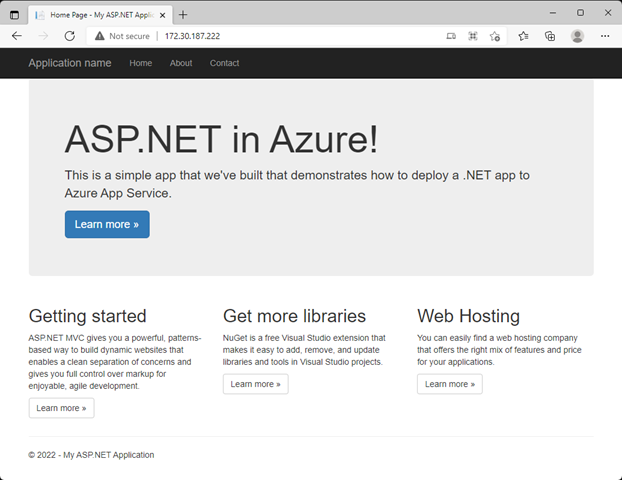 Home Page - My ASP.NET Applic
Not secure | 172.30.187.222
Application name Home About Contact
ASP.NET in Azure!
This is a simple app that we've built that demonstrates how to deploy a .NET app to
Azure App Service.
Learn more »
Getting started
ASP.NET MVC gives you a powerful, patterns-
based way to build dynamic websites that
enables a clean separation of concerns and
gives you full control over markup for
enjoyable, agile development.
Learn more »
Get more libraries
NuGet is a free Visual Studio extension that
makes it easy to add, remove, and update
libraries and tools in Visual Studio projects.
Learn more »
Web Hosting
You can easily find a web hosting company
that offers the right mix of features and price
for your applications.
Learn more »
© 2022 - My ASP.NET Application